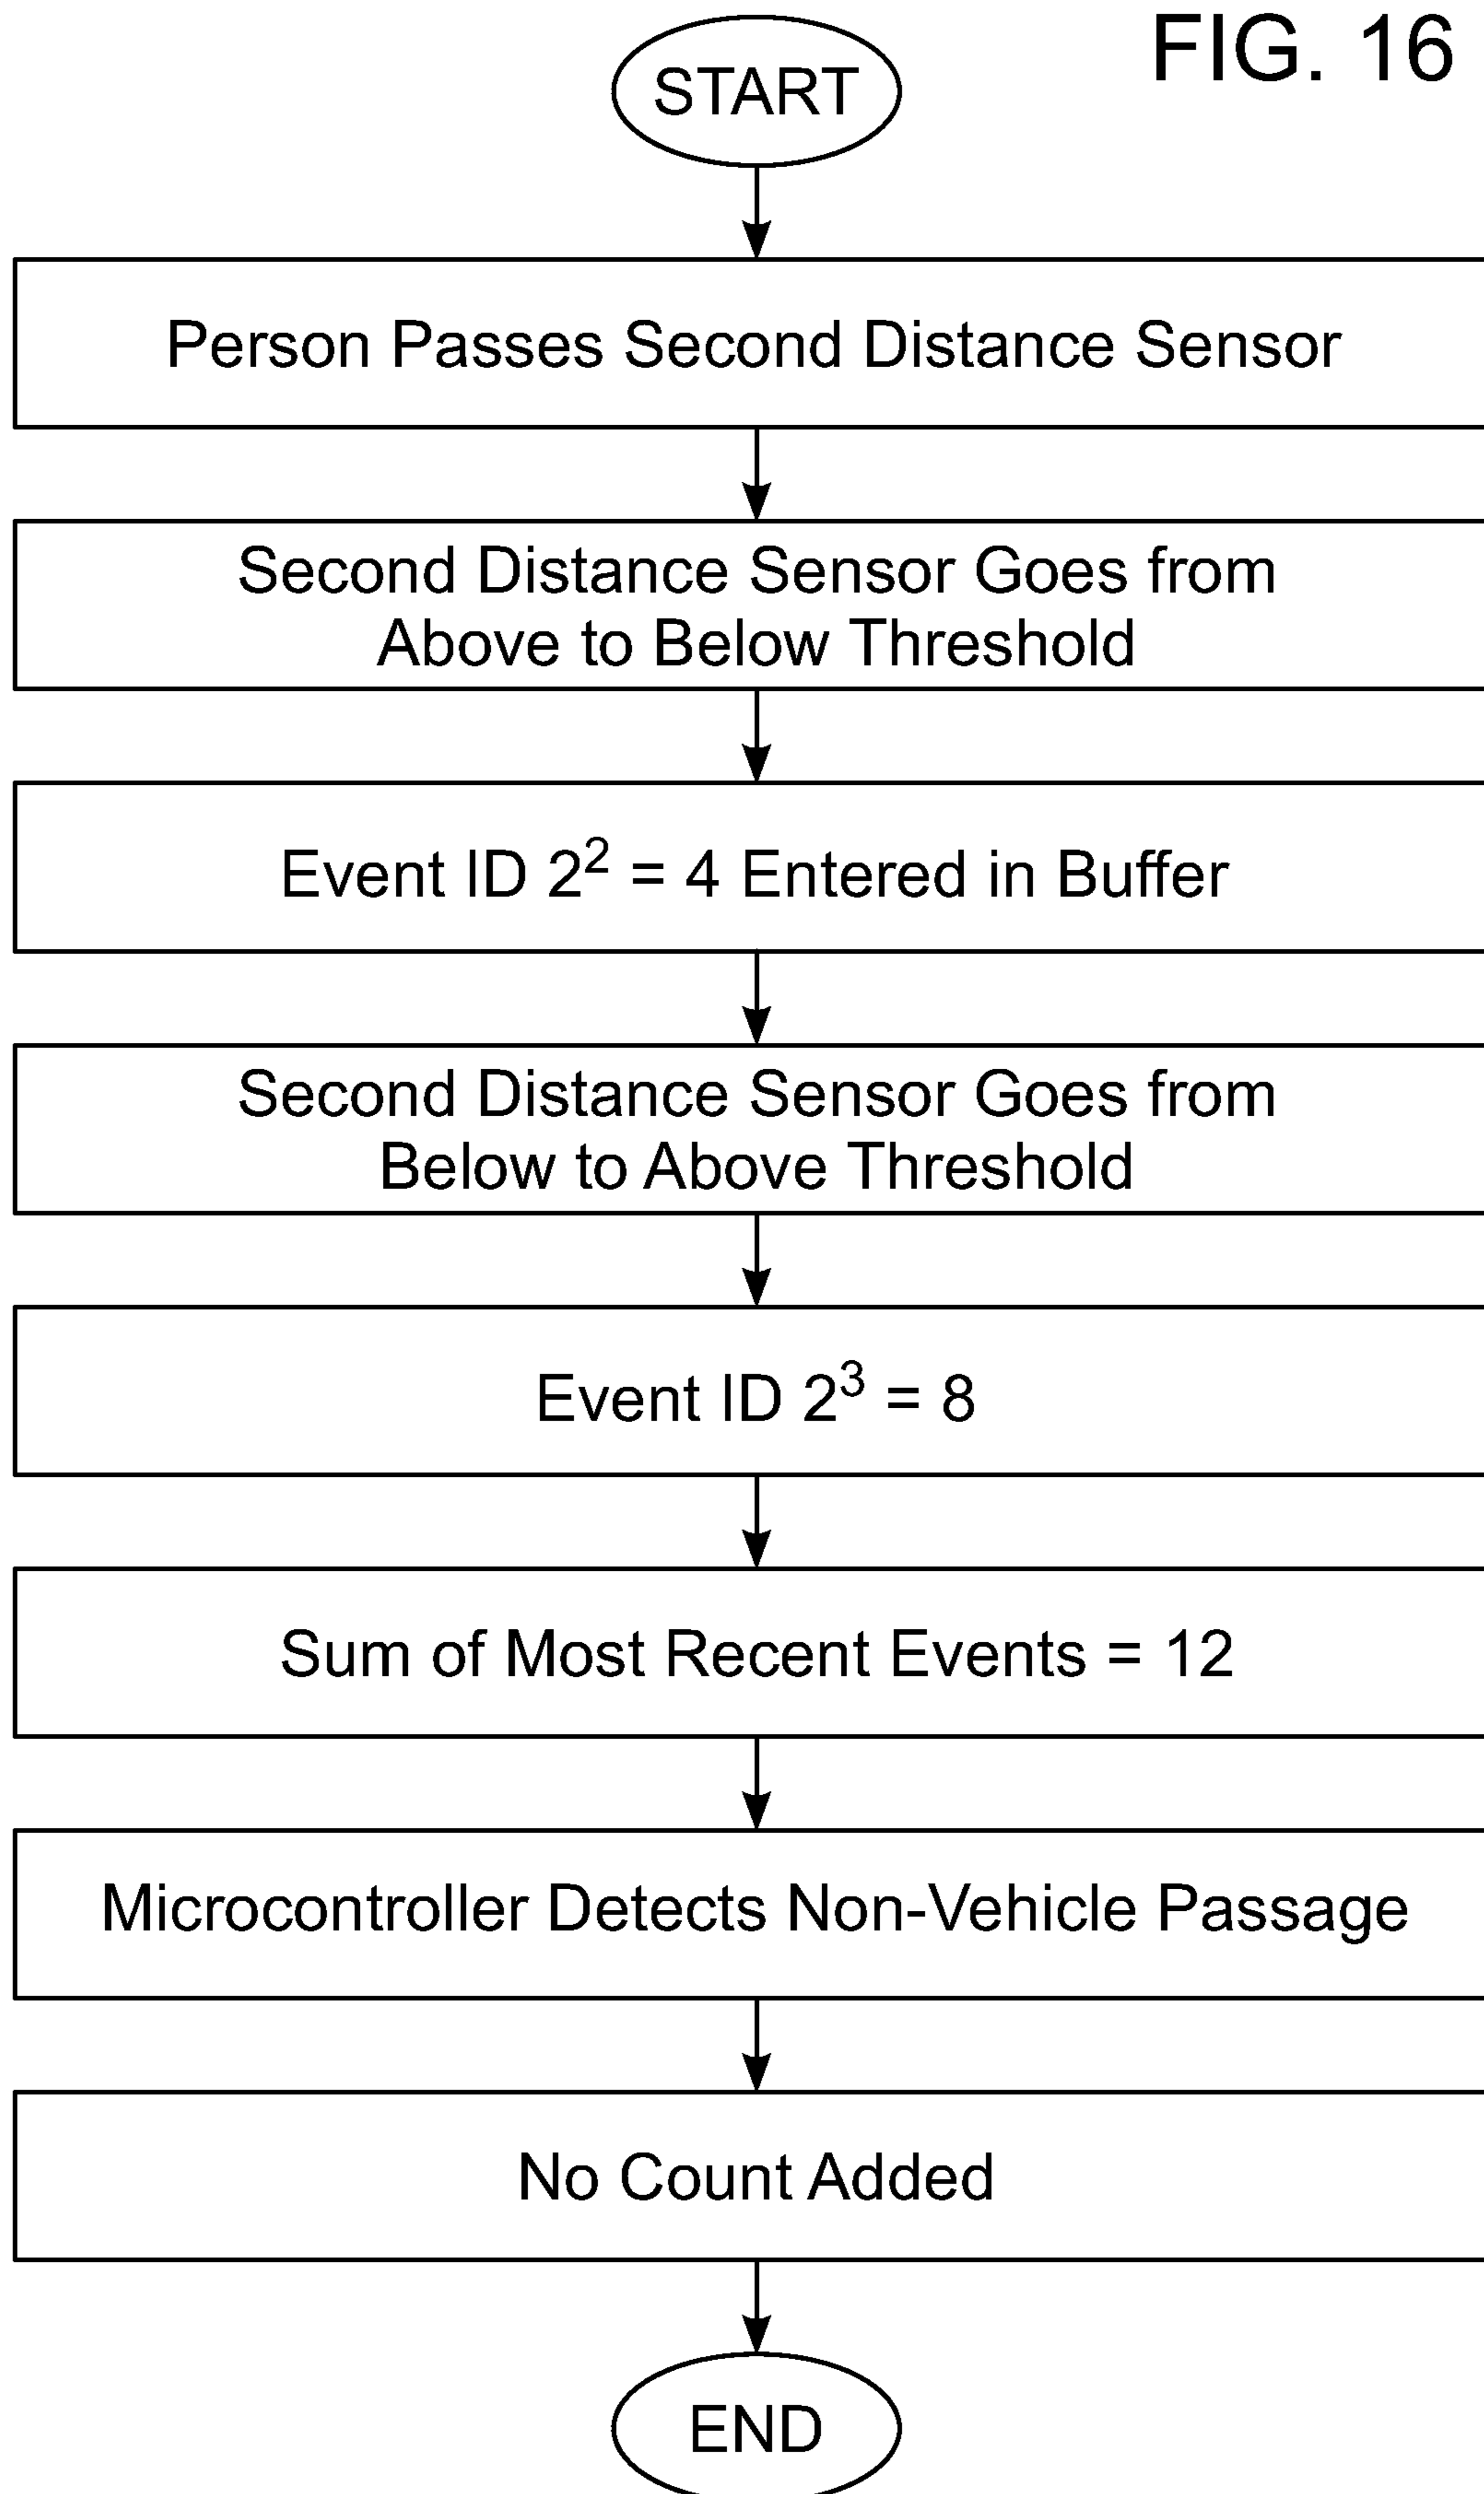 FIG. 16
START
Person Passes Second Distance Sensor
Second Distance Sensor Goes from
Above to Below Threshold
Event ID 2² = 4 Entered in Buffer
Second Distance Sensor Goes from
Below to Above Threshold
Event ID 2³ = 8
Sum of Most Recent Events = 12
Microcontroller Detects Non-Vehicle Passage
No Count Added
END